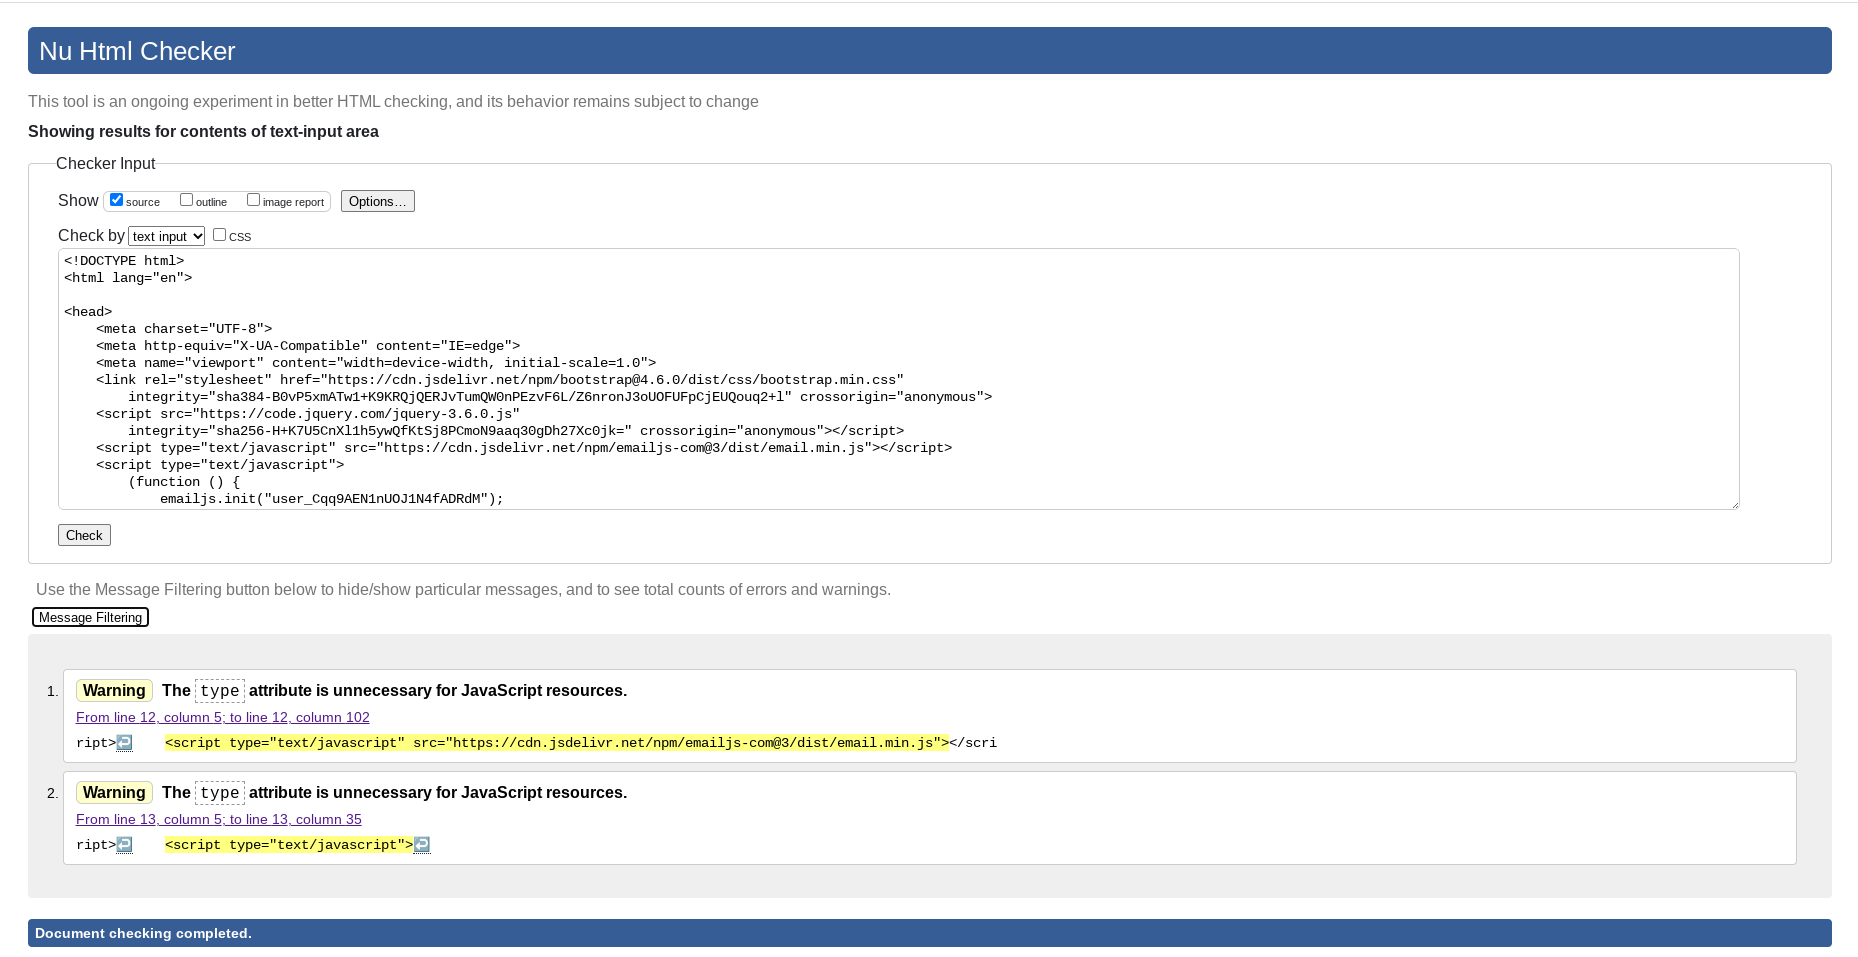 Nu Html Checker
This tool is an ongoing experiment in better HTML checking, and its behavior remains subject to change
Showing results for contents of text-input area
Checker Input
Show source outline image report Options…
Check by text input CSS
<!DOCTYPE html>
<html lang="en">
<head>
<meta charset="UTF-8">
<meta http-equiv="X-UA-Compatible" content="IE=edge">
<meta name="viewport" content="width=device-width, initial-scale=1.0">
<link rel="stylesheet" href="https://cdn.jsdelivr.net/npm/bootstrap@4.6.0/dist/css/bootstrap.min.css"
integrity="sha384-B0vP5xmATw1+K9KRQjQERJvTumQW0nPEzvF6L/Z6nronJ3oUOFUFpCjEUQouq2+l" crossorigin="anonymous">
<script src="https://code.jquery.com/jquery-3.6.0.js"
integrity="sha256-H+K7U5CnXl1h5ywQfKtSj8PCmoN9aaq30gDh27Xc0jk=" crossorigin="anonymous"></script>
<script type="text/javascript" src="https://cdn.jsdelivr.net/npm/emailjs-com@3/dist/email.min.js"></script>
<script type="text/javascript">
(function () {
emailjs.init("user_Cqq9AEN1nUOJ1N4fADRdM");
Check
Use the Message Filtering button below to hide/show particular messages, and to see total counts of errors and warnings.
Message Filtering
1. Warning The type attribute is unnecessary for JavaScript resources.
From line 12, column 5; to line 12, column 102
ript>↩ <script type="text/javascript" src="https://cdn.jsdelivr.net/npm/emailjs-com@3/dist/email.min.js"></scri
2. Warning The type attribute is unnecessary for JavaScript resources.
From line 13, column 5; to line 13, column 35
ript>↩ <script type="text/javascript">↩
Document checking completed.